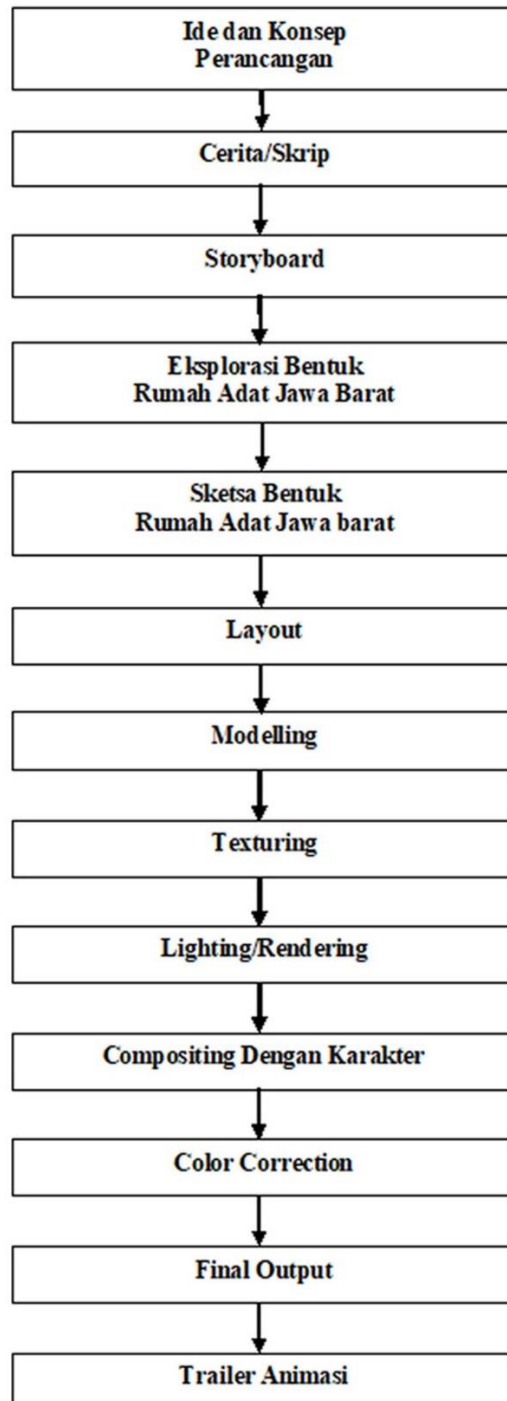 Ide dan Konsep
Perancangan
Cerita/Skrip
Storyboard
Eksplorasi Bentuk
Rumah Adat Jawa Barat
Sketsa Bentuk
Rumah Adat Jawa barat
Layout
Modelling
Texturing
Lighting/Rendering
Compositing Dengan Karakter
Color Correction
Final Output
Trailer Animasi